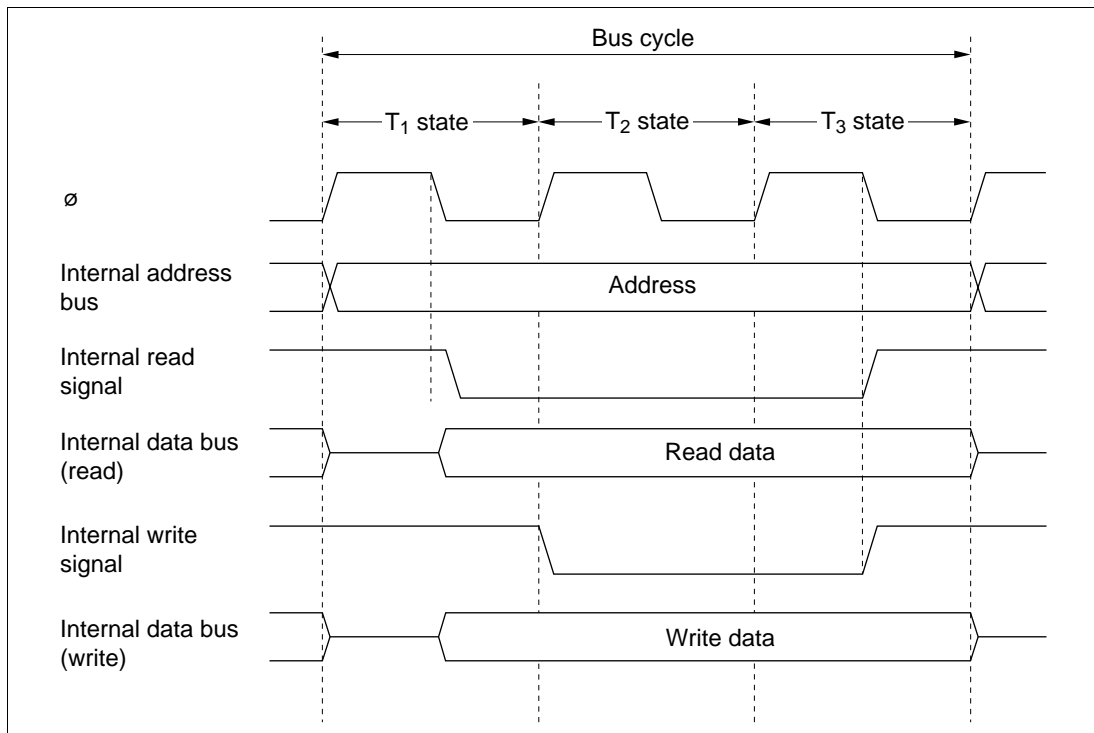 Bus cycle
T₁ state
T₂ state
T₃ state
ø
Internal address
bus
Address
Internal read
signal
Internal data bus
(read)
Read data
Internal write
signal
Internal data bus
(write)
Write data